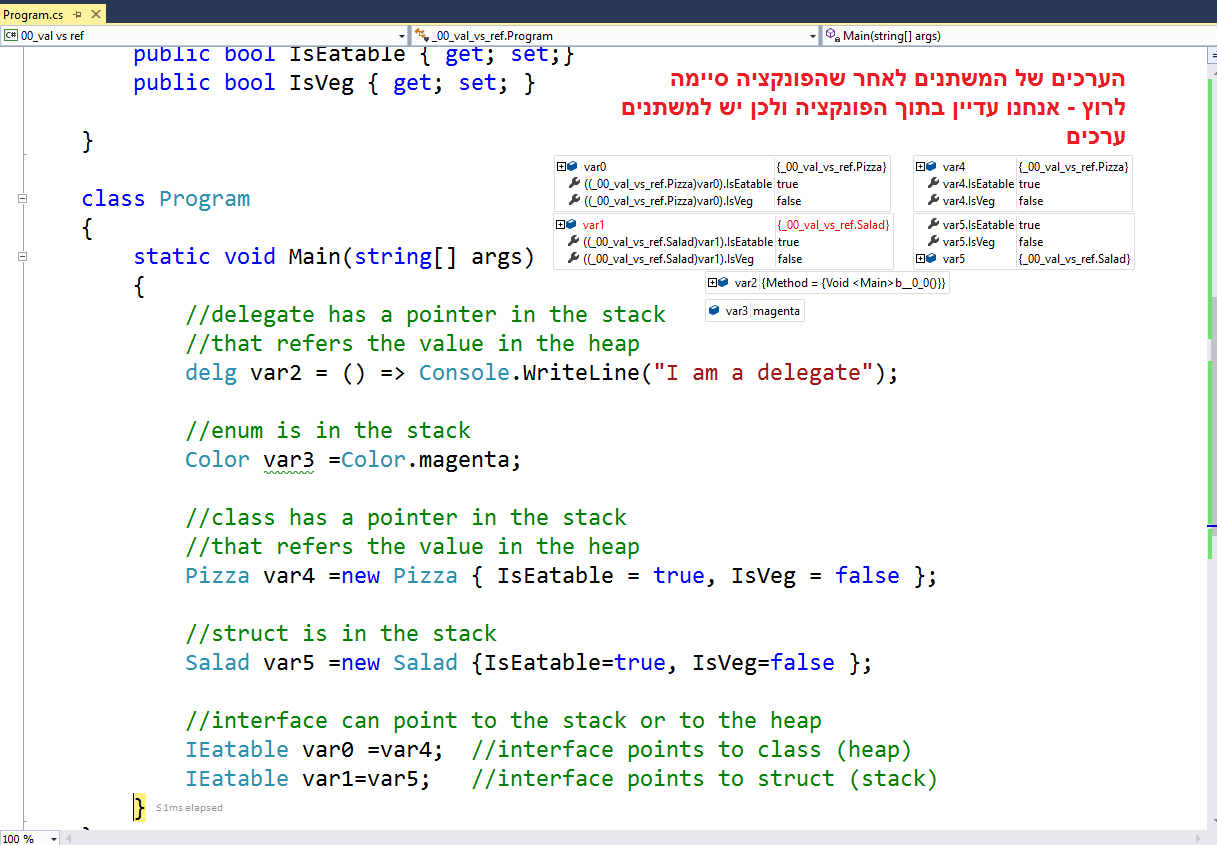 Program.cs
00_val vs ref
_00_val_vs_ref.Program
Main(string[] args)
public bool IsEatable { get; set;}
public bool IsVeg { get; set; }
הערכים של המשתנים לאחר שהפונקציה סיימה
לרוץ - אנחנו עדיין בתוך הפונקציה ולכן יש למשתנים
ערכים
}
var0 {_00_val_vs_ref.Pizza}
((_00_val_vs_ref.Pizza)var0).IsEatable true
((_00_val_vs_ref.Pizza)var0).IsVeg false
var4 {_00_val_vs_ref.Pizza}
var4.IsEatable true
var4.IsVeg false
var1 {_00_val_vs_ref.Salad}
((_00_val_vs_ref.Salad)var1).IsEatable true
((_00_val_vs_ref.Salad)var1).IsVeg false
var5.IsEatable true
var5.IsVeg false
var5 {_00_val_vs_ref.Salad}
var2 {Method = {Void <Main>b__0_0()}}
var3 magenta
class Program
{
static void Main(string[] args)
{
//delegate has a pointer in the stack
//that refers the value in the heap
delg var2 = () => Console.WriteLine("I am a delegate");
//enum is in the stack
Color var3 =Color.magenta;
//class has a pointer in the stack
//that refers the value in the heap
Pizza var4 =new Pizza { IsEatable = true, IsVeg = false };
//struct is in the stack
Salad var5 =new Salad {IsEatable=true, IsVeg=false };
//interface can point to the stack or to the heap
IEatable var0 =var4;  //interface points to class (heap)
IEatable var1=var5;   //interface points to struct (stack)
} ≤1ms elapsed
100 %